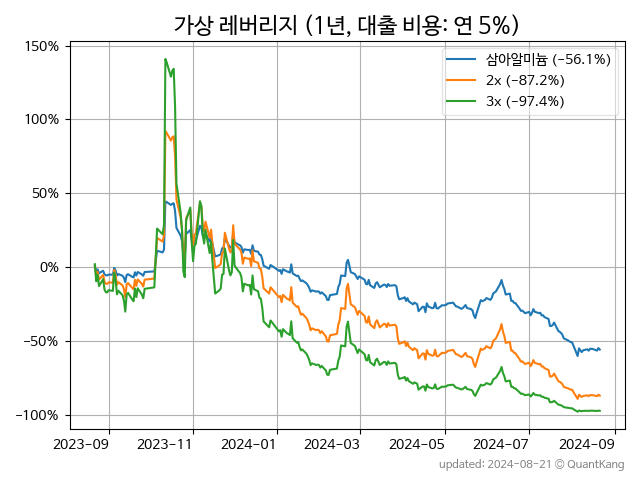 가상 레버리지 (1년, 대출 비용: 연 5%)
150%
100%
50%
0%
−50%
−100%
삼아알미늄 (−56.1%)
2x (−87.2%)
3x (−97.4%)
2023-09
2023-11
2024-01
2024-03
2024-05
2024-07
2024-09
updated: 2024-08-21 © QuantKang